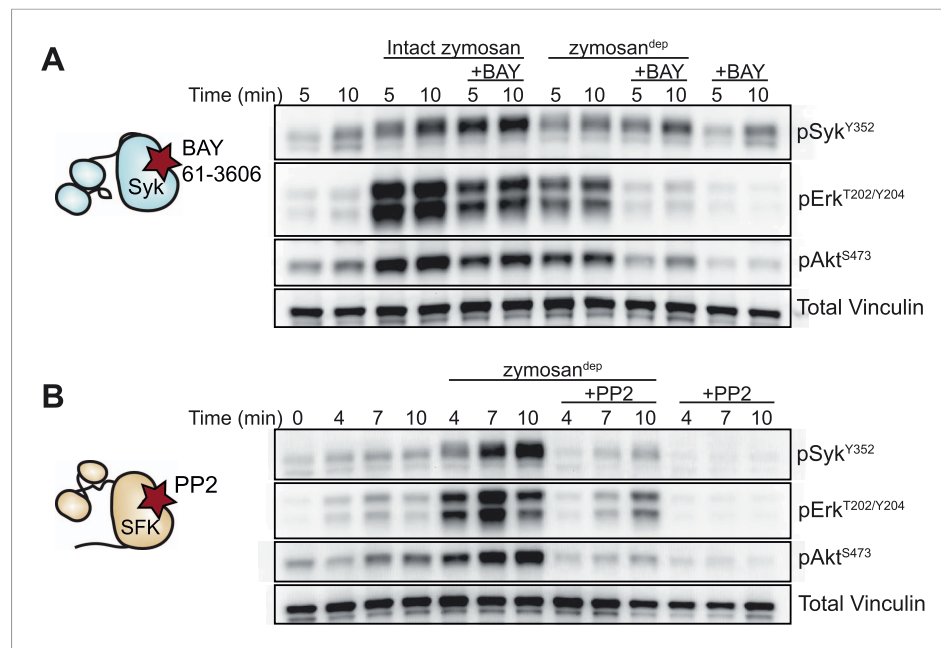 A
Intact zymosan zymosan^dep
+BAY +BAY +BAY
Time (min) 5 10 5 10 5 10 5 10 5 10 5 10
pSyk^Y352
BAY
61-3606
Syk
pErk^T202/Y204
pAkt^S473
Total Vinculin
B
zymosan^dep
+PP2 +PP2
Time (min) 0 4 7 10 4 7 10 4 7 10 4 7 10
pSyk^Y352
PP2
SFK
pErk^T202/Y204
pAkt^S473
Total Vinculin